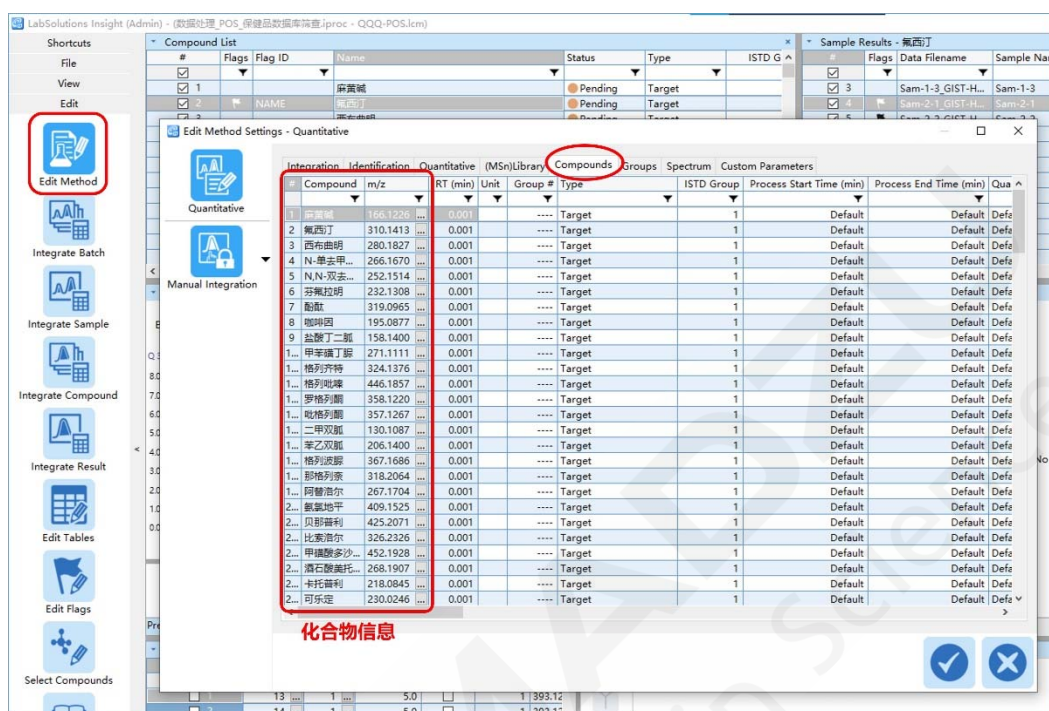 LabSolutions Insight (Admin) - (数据处理_POS_保健品数据库筛查.iproc - QQQ-POS.lcm)
Shortcuts
File
View
Edit
Edit Method
Integrate Batch
Integrate Sample
Integrate Compound
Integrate Result
Edit Tables
Edit Flags
Select Compounds
Compound List
# Flags Flag ID Name Status Type ISTD G
1 麻黄碱 Pending Target
2 NAME 氟西汀 Pending Target
Sample Results - 氟西汀
# Flags Data Filename Sample Nam
3 Sam-1-3_GIST-H... Sam-1-3
4 Sam-2-1_GIST-H... Sam-2-1
Edit Method Settings - Quantitative
Quantitative
Manual Integration
Integration Identification Quantitative (MSn)Library Compounds Groups Spectrum Custom Parameters
# Compound m/z RT (min) Unit Group # Type ISTD Group Process Start Time (min) Process End Time (min) Qua
1 麻黄碱 166.1226 ... 0.001 ---- Target 1 Default Default Defa
2 氟西汀 310.1413 ... 0.001 ---- Target 1 Default Default Defa
3 西布曲明 280.1827 ... 0.001 ---- Target 1 Default Default Defa
4 N-单去甲... 266.1670 ... 0.001 ---- Target 1 Default Default Defa
5 N,N-双去... 252.1514 ... 0.001 ---- Target 1 Default Default Defa
6 芬氟拉明 232.1308 ... 0.001 ---- Target 1 Default Default Defa
7 酚酞 319.0965 ... 0.001 ---- Target 1 Default Default Defa
8 咖啡因 195.0877 ... 0.001 ---- Target 1 Default Default Defa
9 盐酸丁二胍 158.1400 ... 0.001 ---- Target 1 Default Default Defa
1... 甲苯磺丁脲 271.1111 ... 0.001 ---- Target 1 Default Default Defa
1... 格列齐特 324.1376 ... 0.001 ---- Target 1 Default Default Defa
1... 格列吡嗪 446.1857 ... 0.001 ---- Target 1 Default Default Defa
1... 罗格列酮 358.1220 ... 0.001 ---- Target 1 Default Default Defa
1... 吡格列酮 357.1267 ... 0.001 ---- Target 1 Default Default Defa
1... 二甲双胍 130.1087 ... 0.001 ---- Target 1 Default Default Defa
1... 苯乙双胍 206.1400 ... 0.001 ---- Target 1 Default Default Defa
1... 格列波脲 367.1686 ... 0.001 ---- Target 1 Default Default Defa
1... 那格列奈 318.2064 ... 0.001 ---- Target 1 Default Default Defa
1... 阿替洛尔 267.1704 ... 0.001 ---- Target 1 Default Default Defa
2... 氨氯地平 409.1525 ... 0.001 ---- Target 1 Default Default Defa
2... 贝那普利 425.2071 ... 0.001 ---- Target 1 Default Default Defa
2... 比索洛尔 326.2326 ... 0.001 ---- Target 1 Default Default Defa
2... 甲磺酸多沙... 452.1928 ... 0.001 ---- Target 1 Default Default Defa
2... 酒石酸美托... 268.1907 ... 0.001 ---- Target 1 Default Default Defa
2... 卡托普利 218.0845 ... 0.001 ---- Target 1 Default Default Defa
2... 可乐定 230.0246 ... 0.001 ---- Target 1 Default Default Defa
化合物信息
1 13 ... 1 ... 5.0 1 393.12